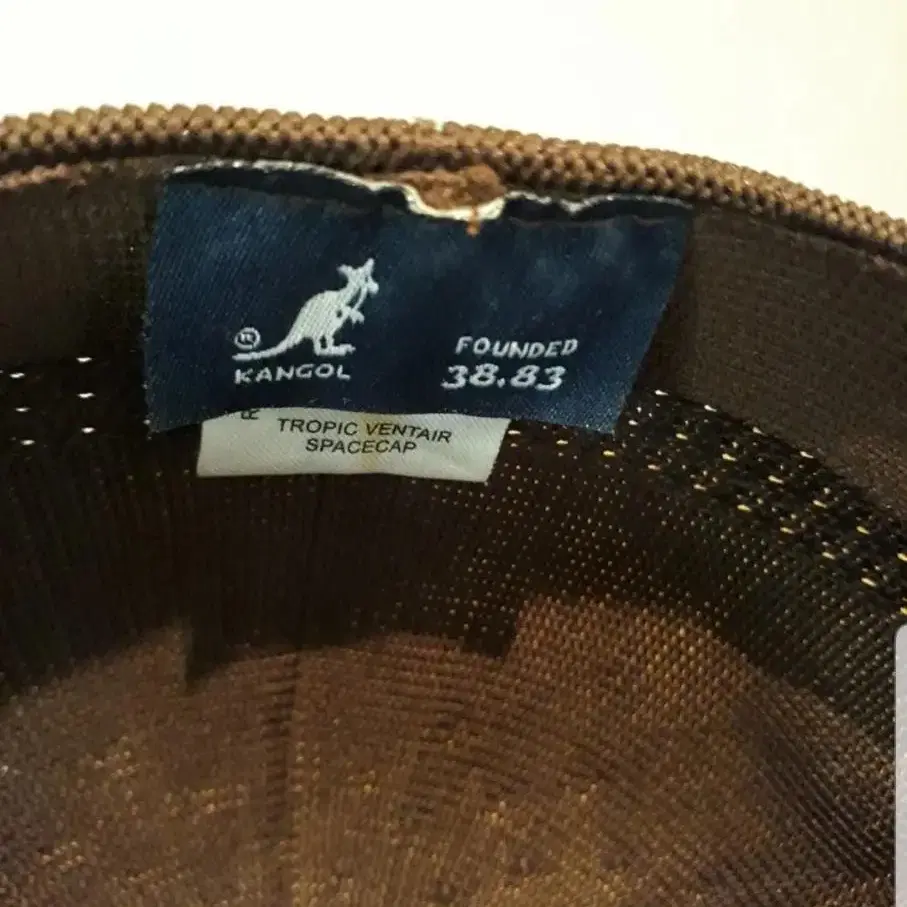 ®
KANGOL
FOUNDED
38.83
TROPIC VENTAIR
SPACECAP